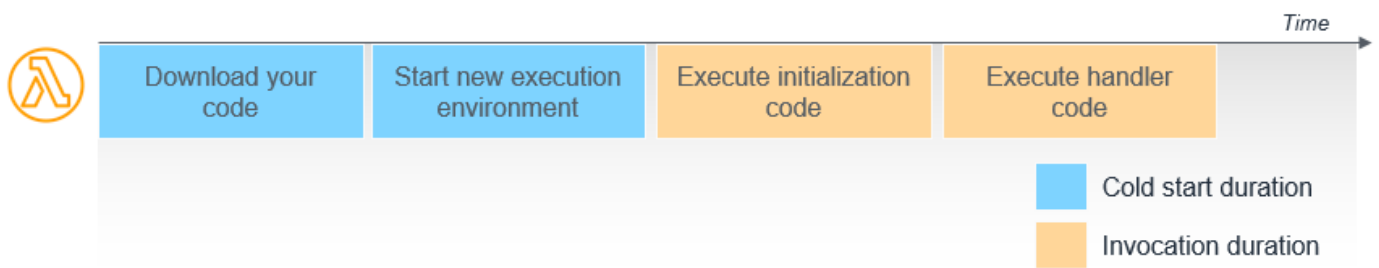 Time
Download your
code
Start new execution
environment
Execute initialization
code
Execute handler
code
Cold start duration
Invocation duration